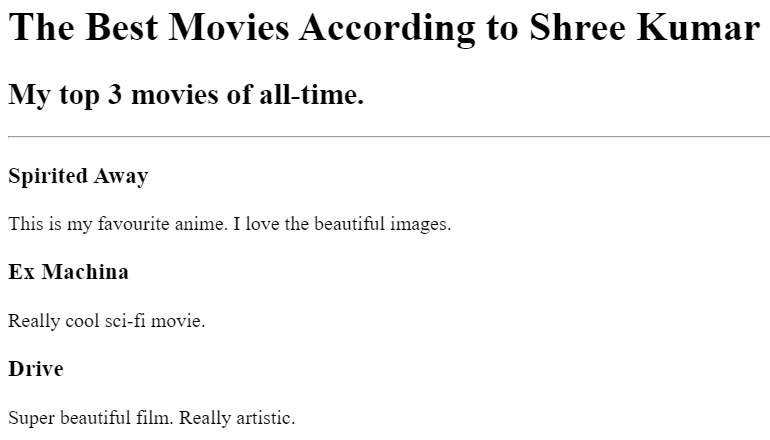 The Best Movies According to Shree Kumar
My top 3 movies of all-time.
Spirited Away
This is my favourite anime. I love the beautiful images.
Ex Machina
Really cool sci-fi movie.
Drive
Super beautiful film. Really artistic.